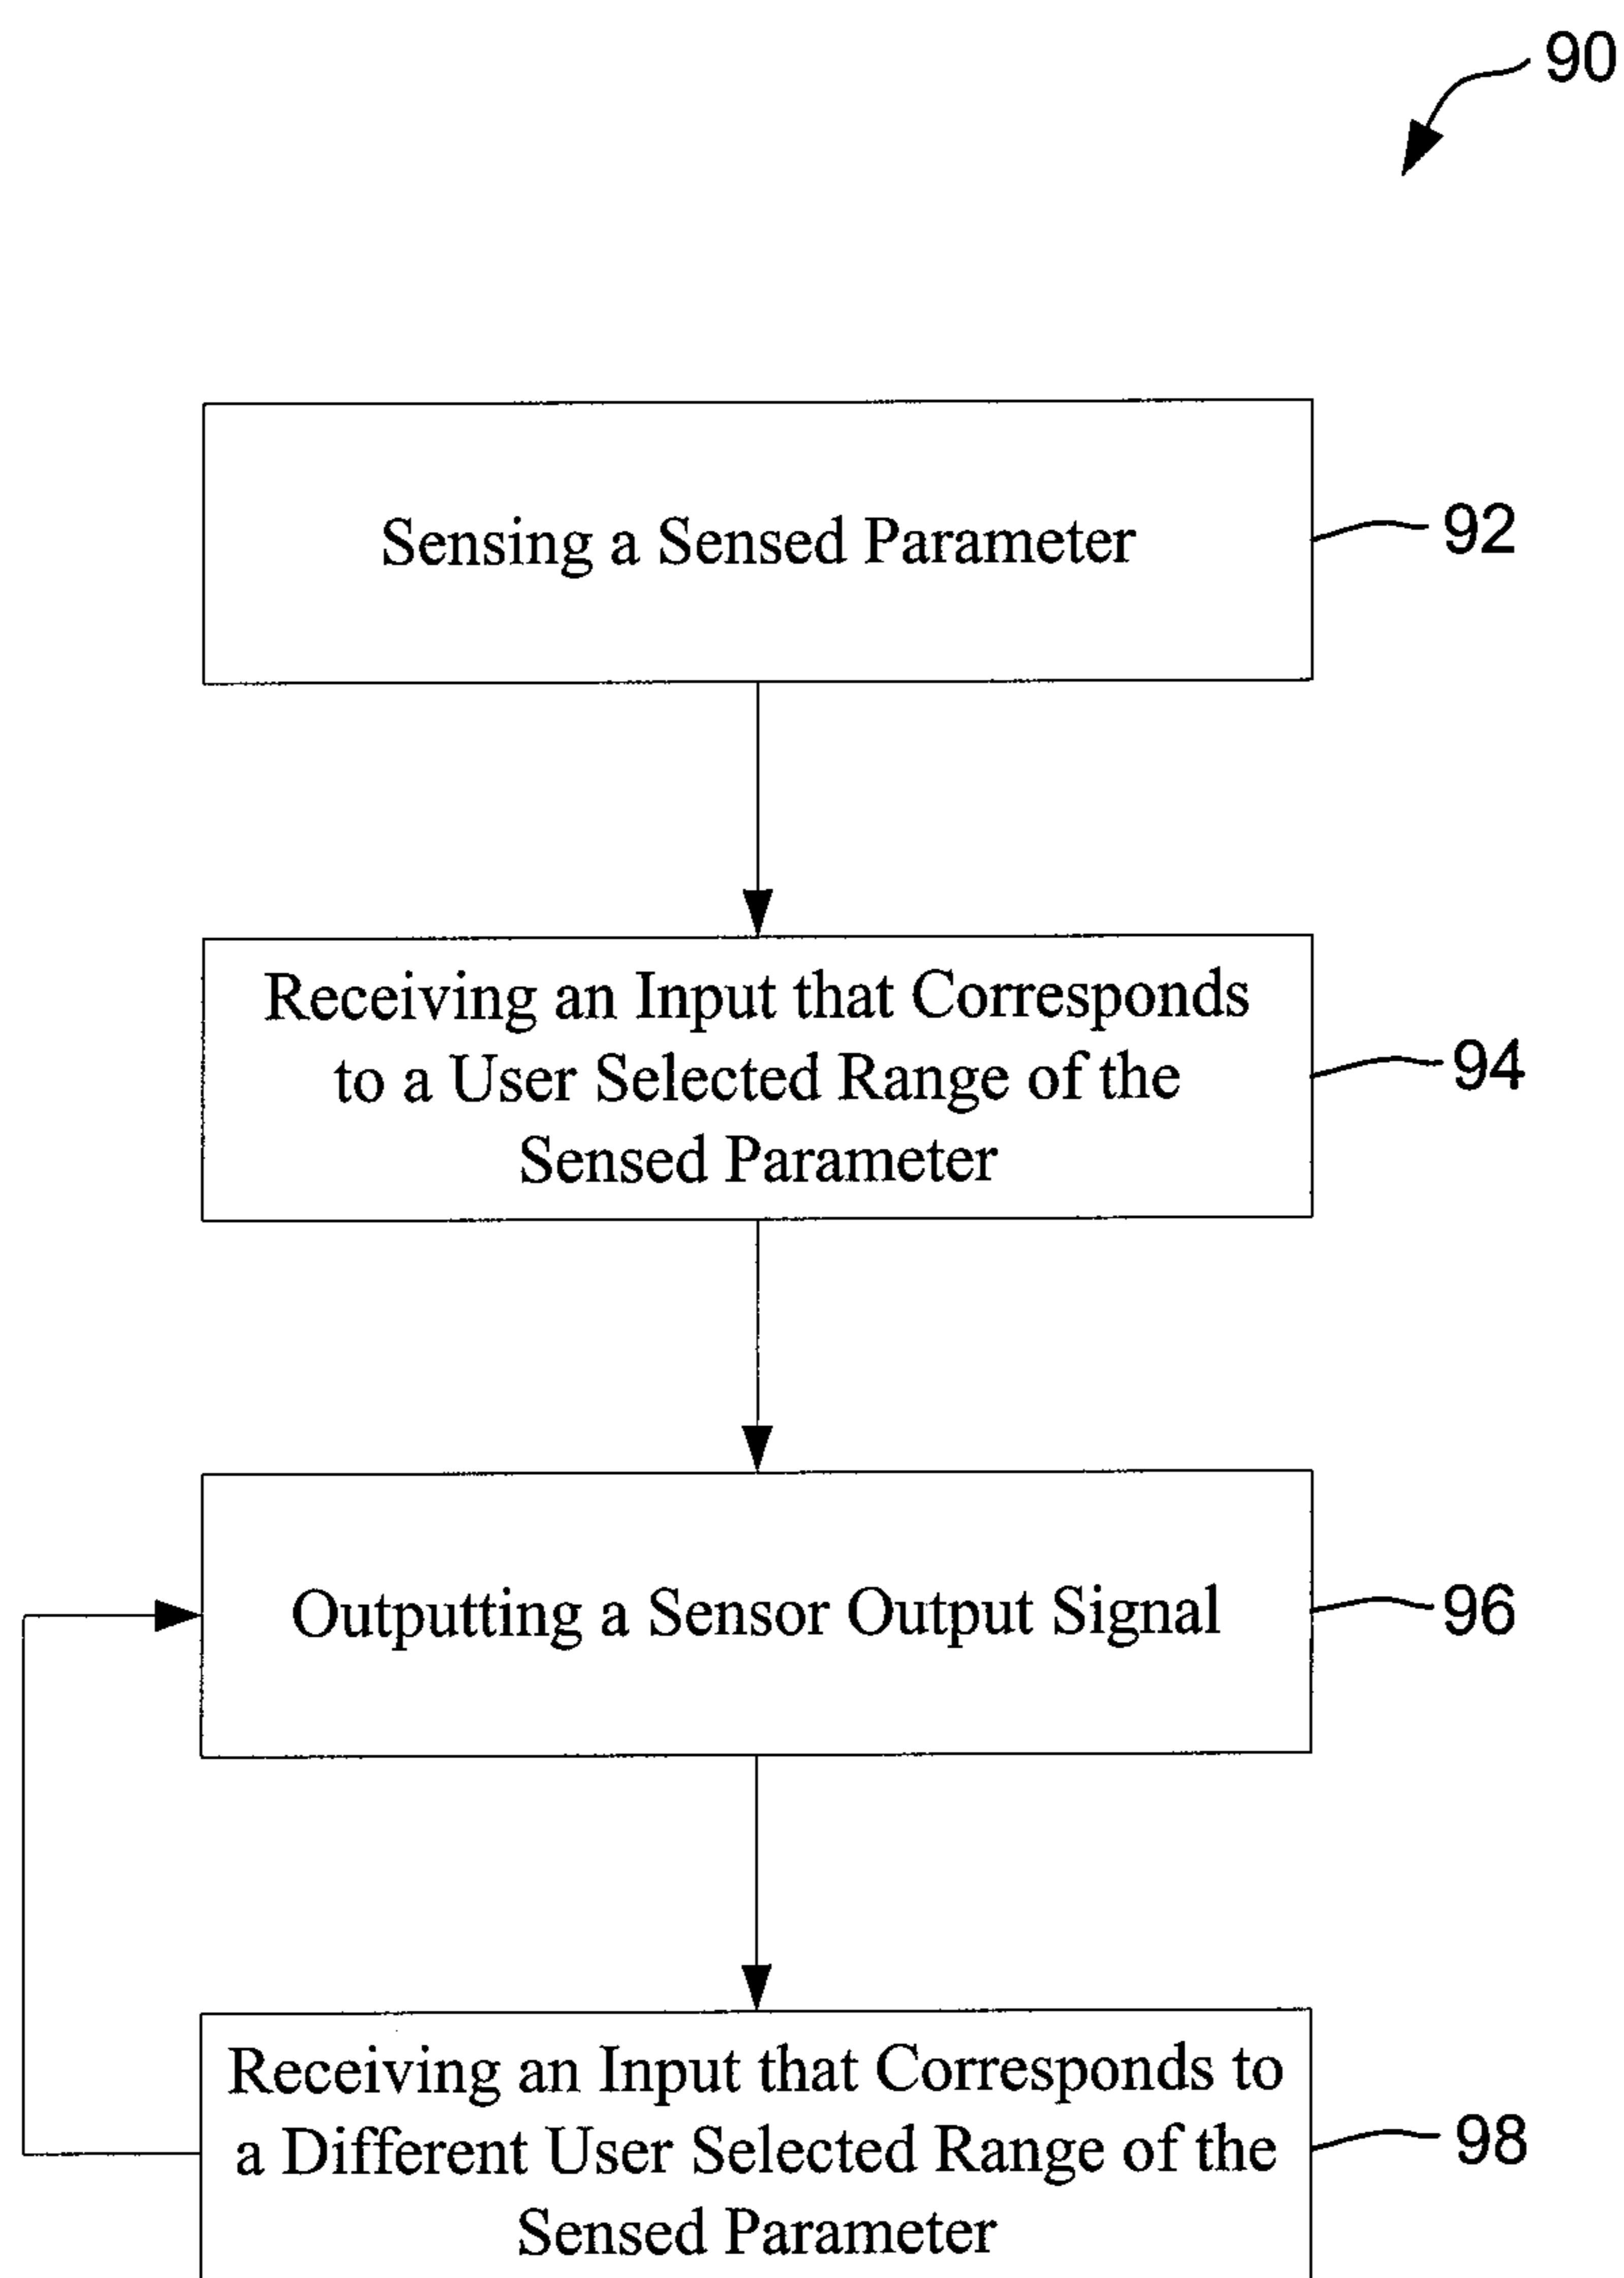 90
Sensing a Sensed Parameter
92
Receiving an Input that Corresponds
to a User Selected Range of the
Sensed Parameter
94
Outputting a Sensor Output Signal
96
Receiving an Input that Corresponds to
a Different User Selected Range of the
Sensed Parameter
98